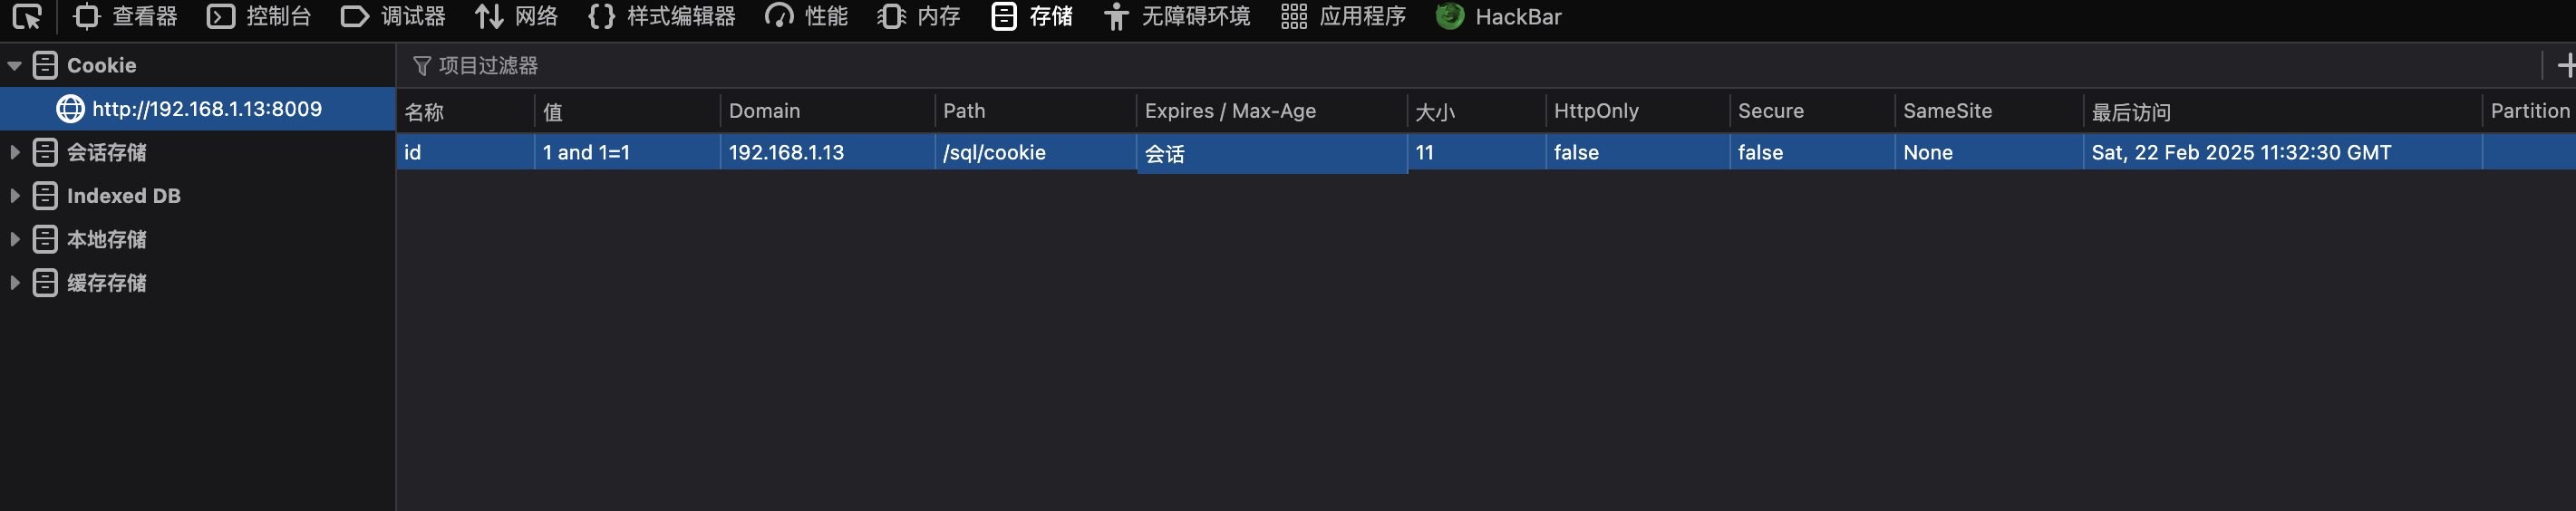 查看器 控制台 调试器 网络 样式编辑器 性能 内存 存储 无障碍环境 应用程序 HackBar
Cookie 项目过滤器
http://192.168.1.13:8009 名称 值 Domain Path Expires / Max-Age 大小 HttpOnly Secure SameSite 最后访问 Partition
会话存储 id 1 and 1=1 192.168.1.13 /sql/cookie 会话 11 false false None Sat, 22 Feb 2025 11:32:30 GMT
Indexed DB
本地存储
缓存存储